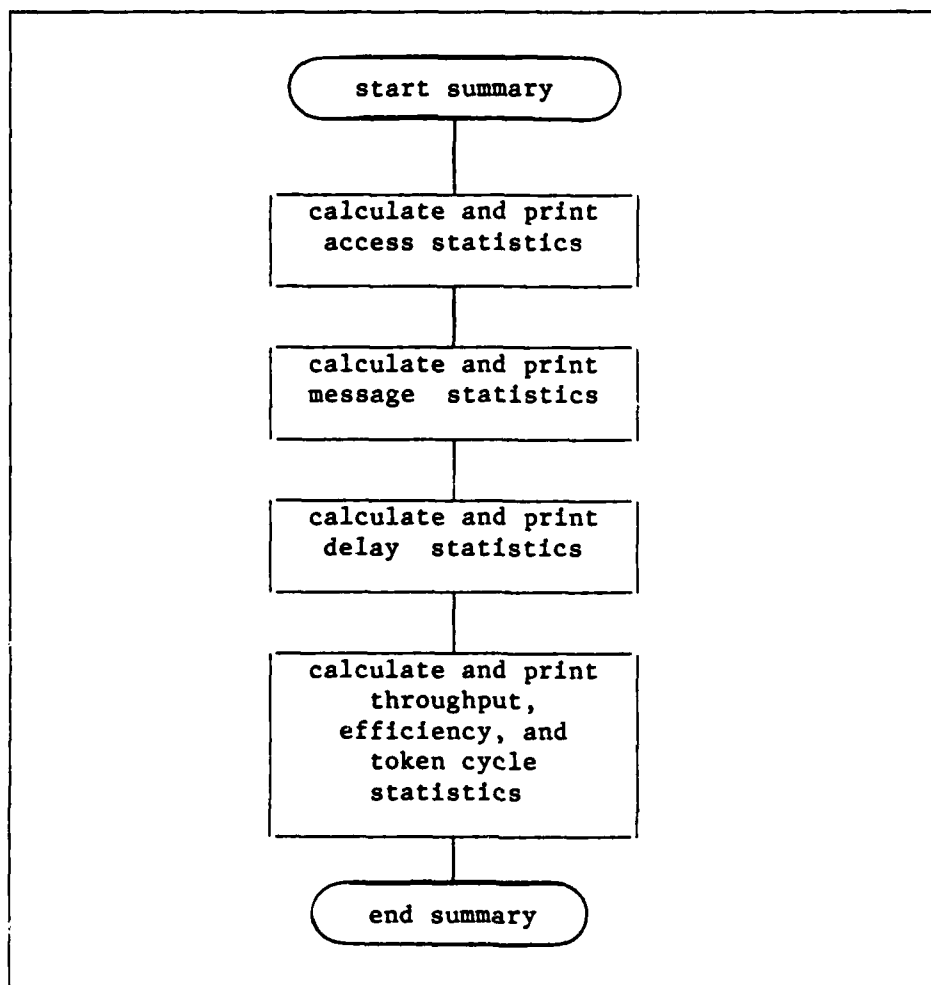 start summary
calculate and print
access statistics
calculate and print
message statistics
calculate and print
delay statistics
calculate and print
throughput,
efficiency, and
token cycle
statistics
end summary